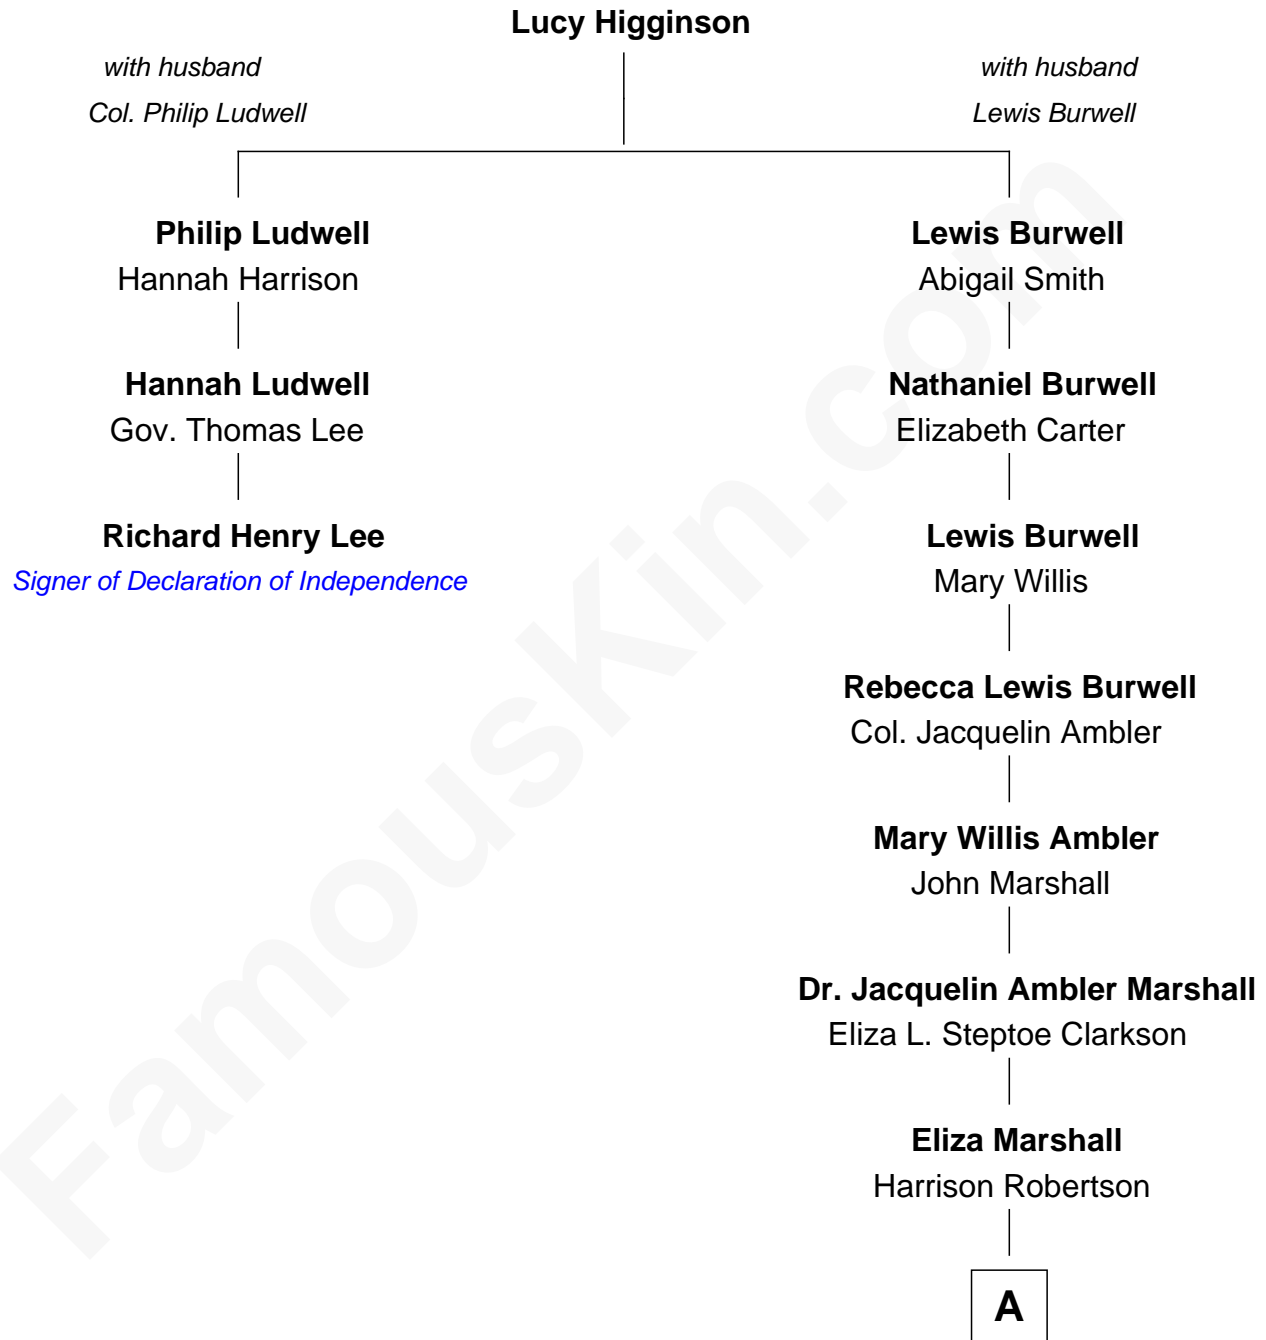 Lucy Higginson
with husband
Col. Philip Ludwell
with husband
Lewis Burwell
Philip Ludwell
Hannah Harrison
Hannah Ludwell
Gov. Thomas Lee
Richard Henry Lee
Signer of Declaration of Independence
Lewis Burwell
Abigail Smith
Nathaniel Burwell
Elizabeth Carter
Lewis Burwell
Mary Willis
Rebecca Lewis Burwell
Col. Jacquelin Ambler
Mary Willis Ambler
John Marshall
Dr. Jacquelin Ambler Marshall
Eliza L. Steptoe Clarkson
Eliza Marshall
Harrison Robertson
A
FamousKin.com